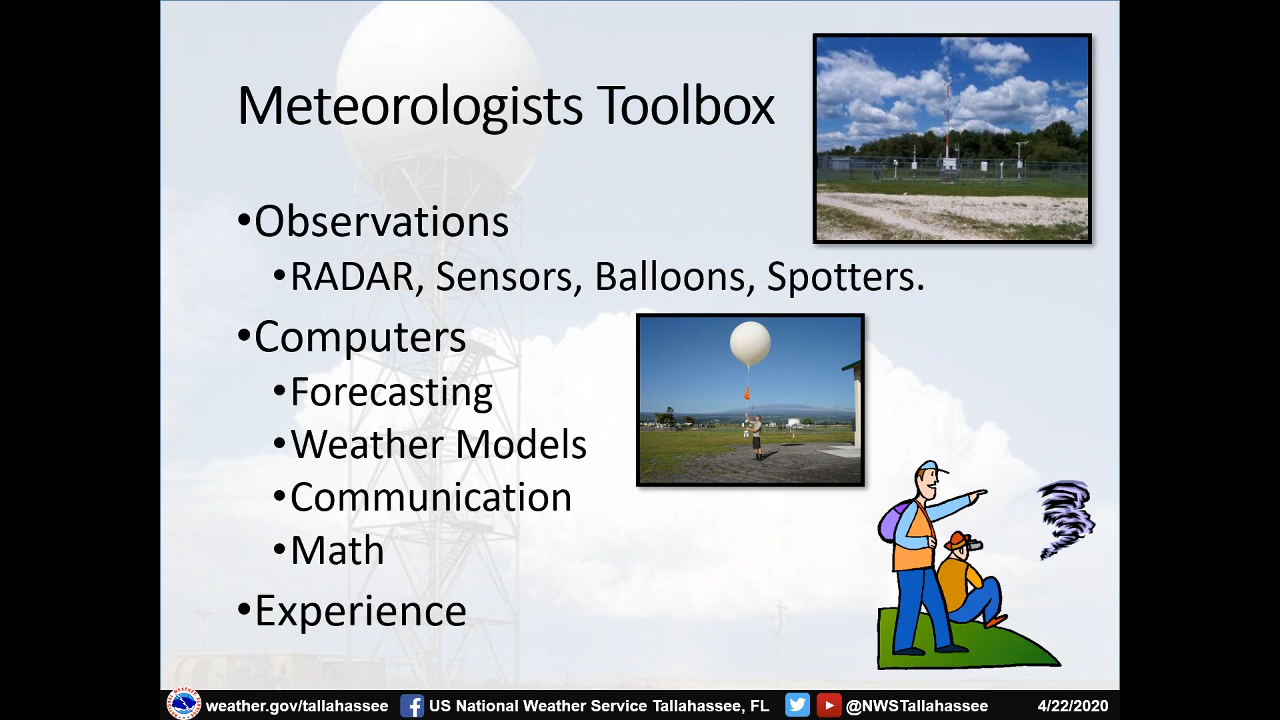 Meteorologists Toolbox
•Observations
•RADAR, Sensors, Balloons, Spotters.
•Computers
•Forecasting
•Weather Models
•Communication
•Math
•Experience
weather.gov/tallahassee US National Weather Service Tallahassee, FL @NWSTallahassee 4/22/2020